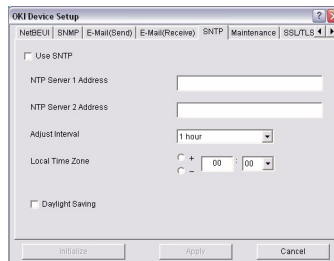 OKI Device Setup
NetBEUI SNMP E-Mail(Send) E-Mail(Receive) SNTP Maintenance SSL/TLS
Use SNTP
NTP Server 1 Address
NTP Server 2 Address
Adjust Interval 1 hour
Local Time Zone + 00 : 00
−
Daylight Saving
Initialize Apply Cancel